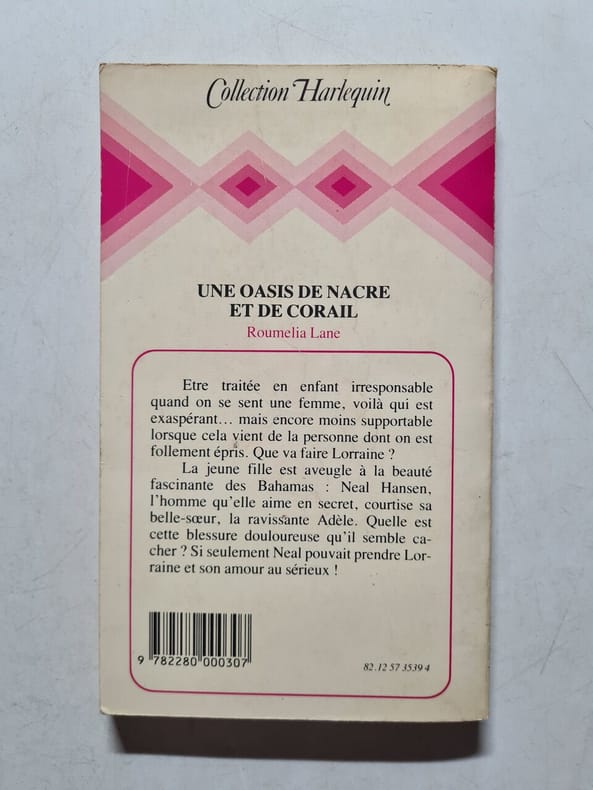 Collection Harlequin
UNE OASIS DE NACRE
ET DE CORAIL
Roumelia Lane
Etre traitée en enfant irresponsable
quand on se sent une femme, voilà qui est
exaspérant... mais encore moins supportable
lorsque cela vient de la personne dont on est
follement épris. Que va faire Lorraine ?
La jeune fille est aveugle à la beauté
fascinante des Bahamas : Neal Hansen,
l'homme qu'elle aime en secret, courtise sa
belle-sœur, la ravissante Adèle. Quelle est
cette blessure douloureuse qu'il semble ca-
cher ? Si seulement Neal pouvait prendre Lor-
raine et son amour au sérieux !
9 782280 000307
82.12 57 3539 4